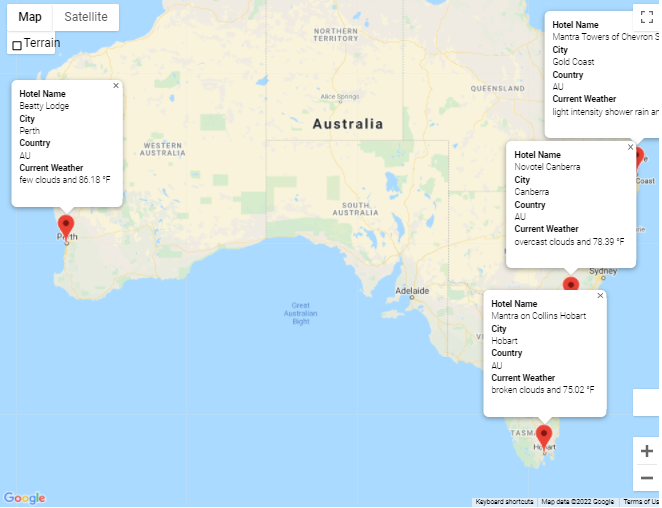 Map Satellite
Terrain
NORTHERN
TERRITORY
Alice Springs
QUEENSLAND
Australia
WESTERN
AUSTRALIA
SOUTH
AUSTRALIA
Great
Australian
Bight
Adelaide
Sydney
Coast
TASMA
Hobart
Perth
Hotel Name
Beatty Lodge
City
Perth
Country
AU
Current Weather
few clouds and 86.18 °F
Hotel Name
Mantra Towers of Chevron S
City
Gold Coast
Country
AU
Current Weather
light intensity shower rain an
Hotel Name
Novotel Canberra
City
Canberra
Country
AU
Current Weather
overcast clouds and 78.39 °F
Hotel Name
Mantra on Collins Hobart
City
Hobart
Country
AU
Current Weather
broken clouds and 75.02 °F
Google
Keyboard shortcuts Map data ©2022 Google Terms of Us